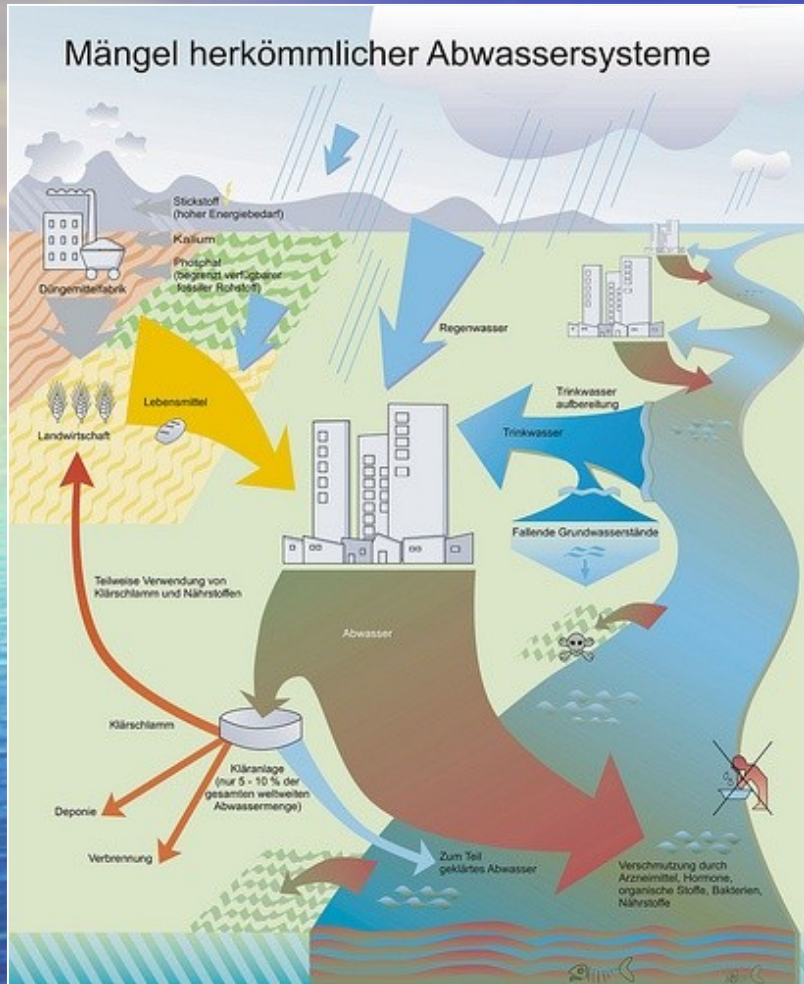 Mängel herkömmlicher Abwassersysteme
Stickstoff
(hoher Energiebedarf)
Kalium
Phosphat
(begrenzt verfügbarer
fossiler Rohstoff)
Düngemittelfabrik
Regenwasser
Lebensmittel
Landwirtschaft
Trinkwasser
aufbereitung
Trinkwasser
Fallende Grundwasserstände
Teilweise Verwendung von
Klärschlamm und Nährstoffen
Abwasser
Klärschlamm
Kläranlage
(nur 5 - 10 % der
gesamten weltweiten
Abwassermenge)
Deponie
Verbrennung
Zum Teil
geklärtes Abwasser
Verschmutzung durch
Arzneimittel, Hormone,
organische Stoffe, Bakterien,
Nährstoffe